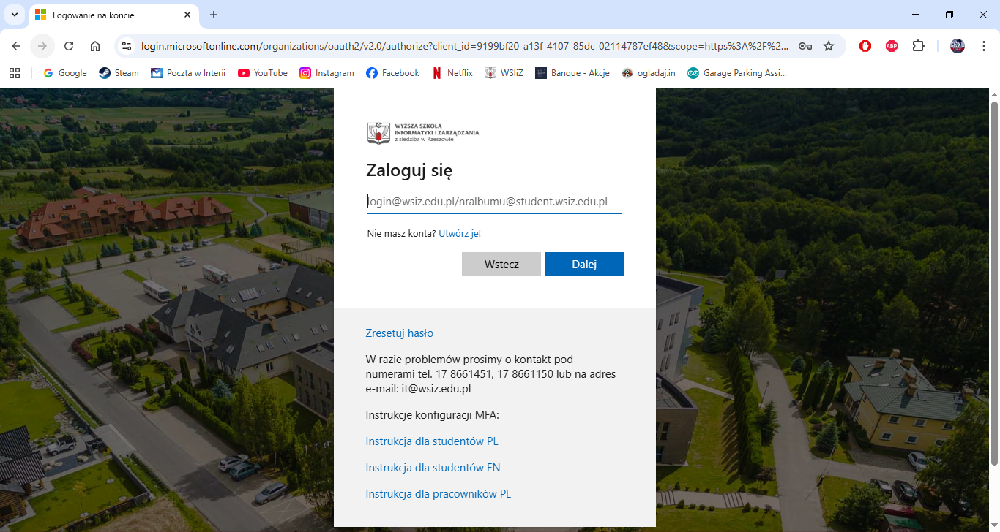 Logowanie na koncie
login.microsoftonline.com/organizations/oauth2/v2.0/authorize?client_id=9199bf20-a13f-4107-85dc-02114787ef48&scope=https%3A%2F%2...
ABP
Google
Steam
Poczta w Interii
YouTube
Instagram
Facebook
Netflix
WSIiZ
Banque - Akcje
ogladaj.in
Garage Parking Assi...
WYŻSZA SZKOŁA
INFORMATYKI i ZARZĄDZANIA
z siedzibą w Rzeszowie
Zaloguj się
login@wsiz.edu.pl/nralbumu@student.wsiz.edu.pl
Nie masz konta? Utwórz je!
Wstecz
Dalej
Zresetuj hasło
W razie problemów prosimy o kontakt pod
numerami tel. 17 8661451, 17 8661150 lub na adres
e-mail: it@wsiz.edu.pl
Instrukcje konfiguracji MFA:
Instrukcja dla studentów PL
Instrukcja dla studentów EN
Instrukcja dla pracowników PL